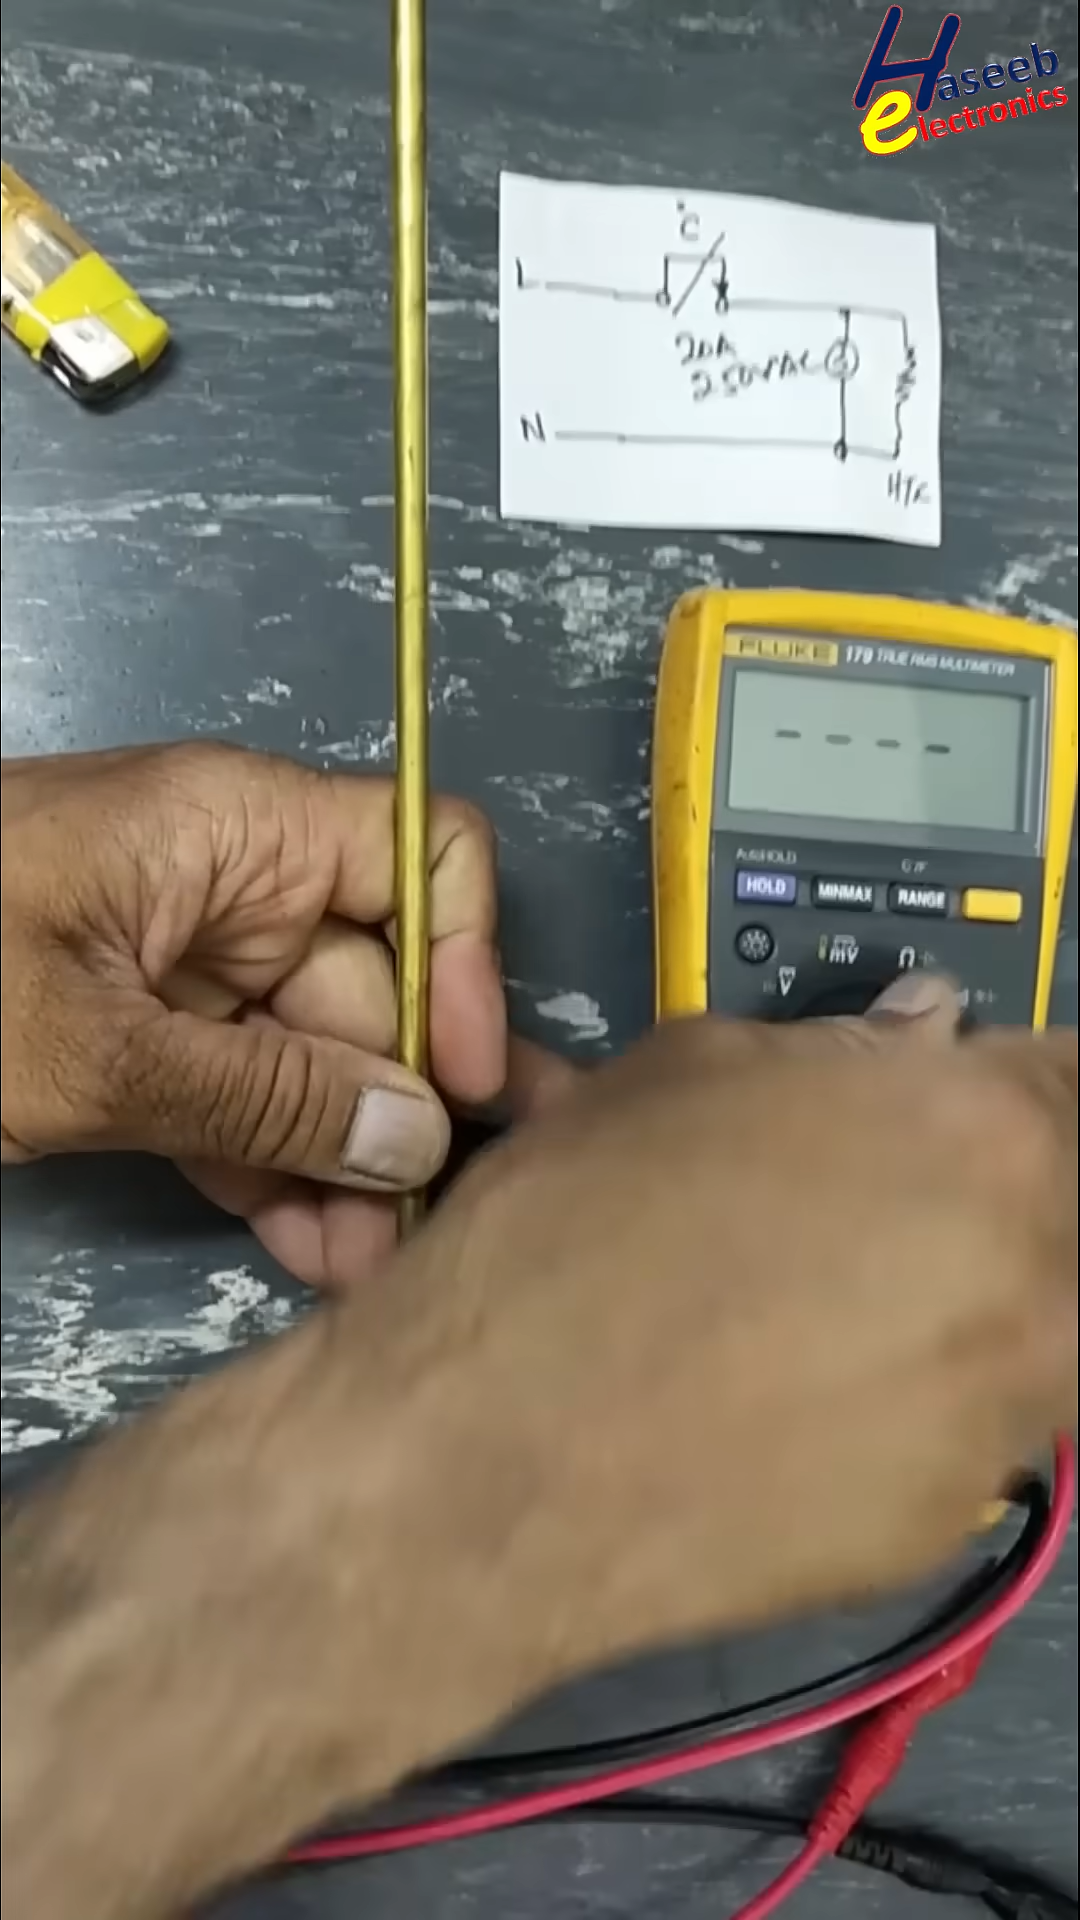 Haseeb
electronics
°C
L
20A
250VAC
N
HTR
FLUKE 179 TRUE RMS MULTIMETER
AutoHOLD
HOLD
MINMAX
RANGE
mV
Ω
V